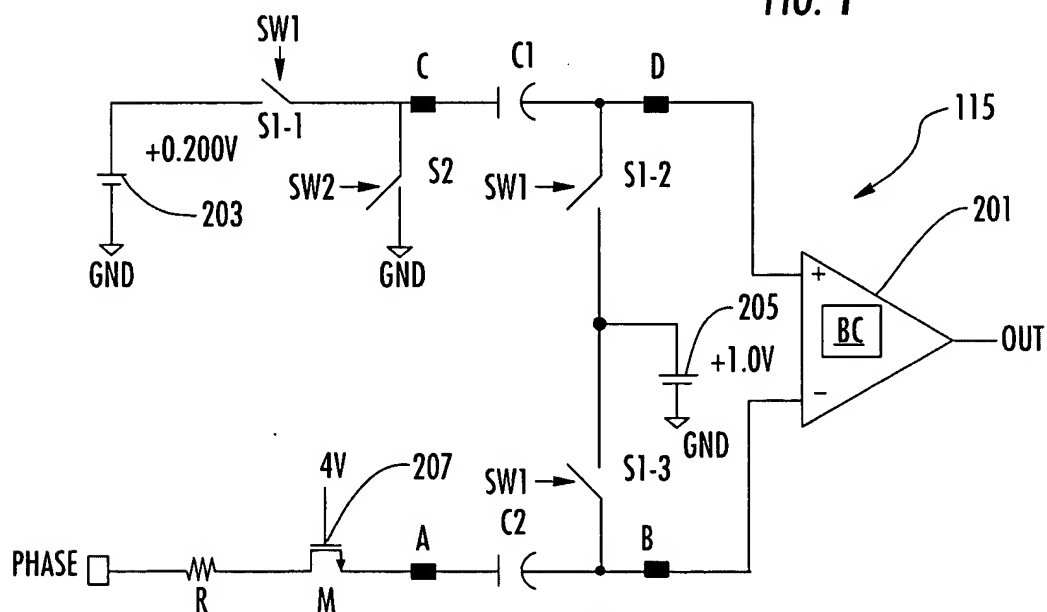 FIG. 1
SW1
S1-1
+0.200V
203
GND
SW2
S2
GND
C
C1
D
SW1
S1-2
115
201
205
+1.0V
GND
+
BC
−
OUT
4V
207
SW1
S1-3
PHASE
R
M
A
C2
B